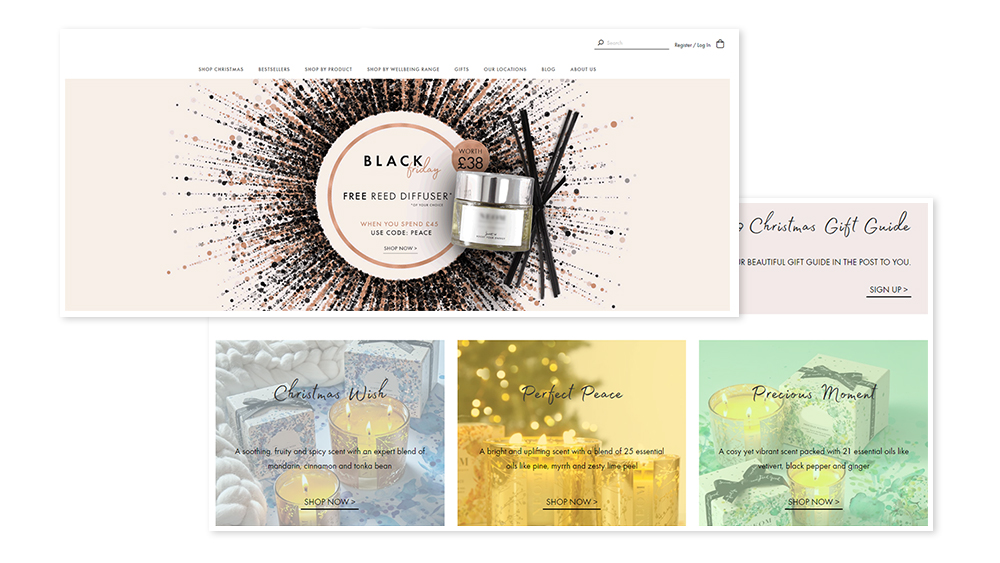 Search
Register / Log In
SHOP CHRISTMAS BESTSELLERS SHOP BY PRODUCT SHOP BY WELLBEING RANGE GIFTS OUR LOCATIONS BLOG ABOUT US
WORTH
£38
BLACK
friday
FREE REED DIFFUSER*
*OF YOUR CHOICE
WHEN YOU SPEND £45
USE CODE: PEACE
SHOP NOW >
Christmas Gift Guide
BEAUTIFUL GIFT GUIDE IN THE POST TO YOU.
SIGN UP >
Christmas Wish
A soothing, fruity and spicy scent with an expert blend of
mandarin, cinnamon and tonka bean
SHOP NOW >
Perfect Peace
A bright and uplifting scent with a blend of 25 essential
oils like pine, myrrh and zesty lime peel
SHOP NOW >
Precious Moment
A cosy yet vibrant scent packed with 21 essential oils like
vetivert, black pepper and ginger
SHOP NOW >